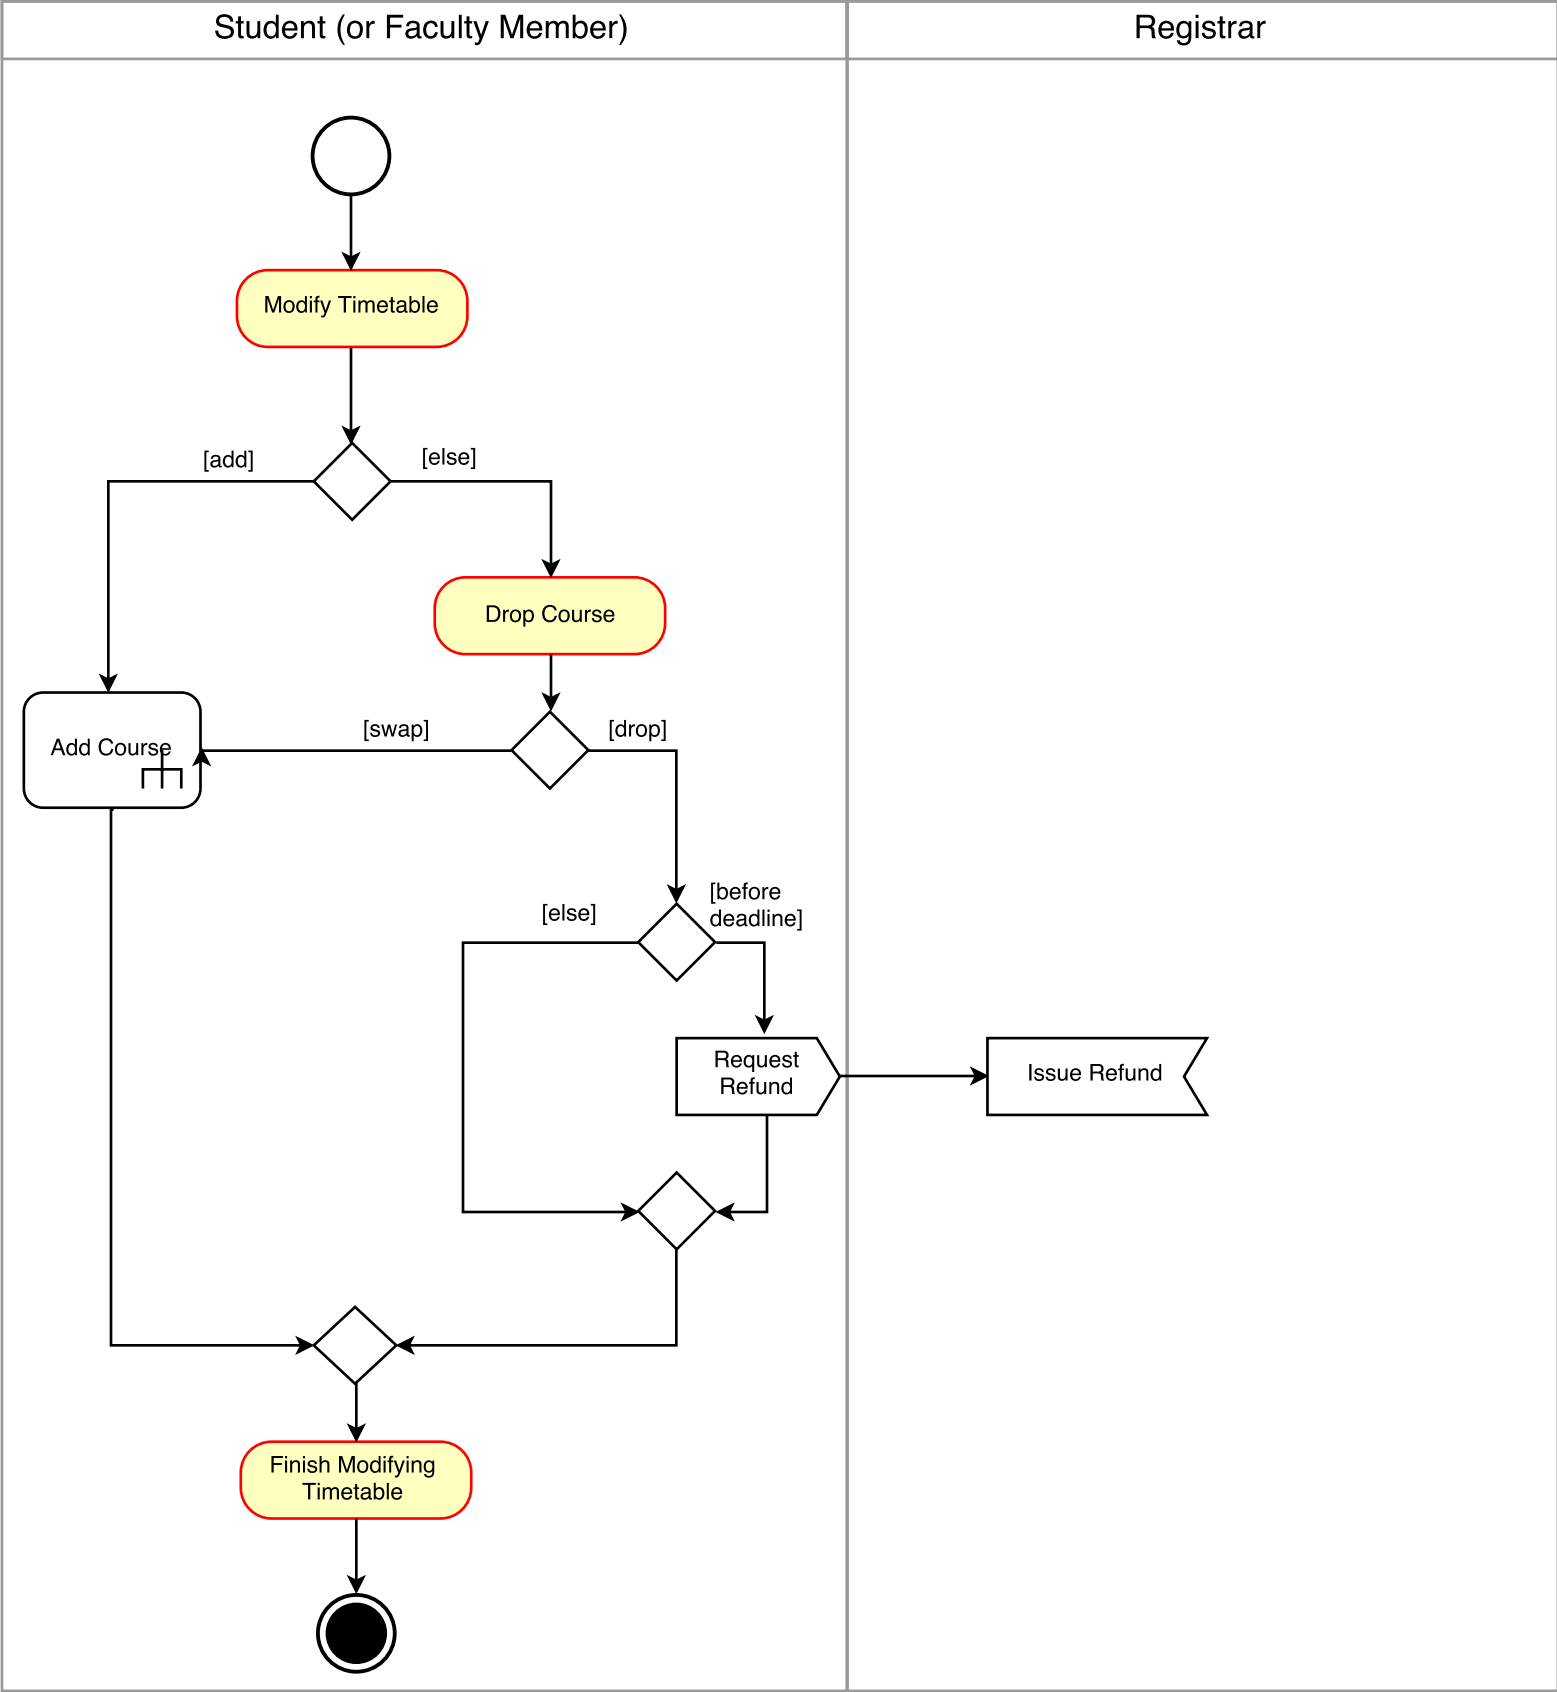 Student (or Faculty Member)
Registrar
Modify Timetable
[add]
[else]
Drop Course
Add Course
[swap]
[drop]
[else]
[before
deadline]
Request
Refund
Issue Refund
Finish Modifying
Timetable